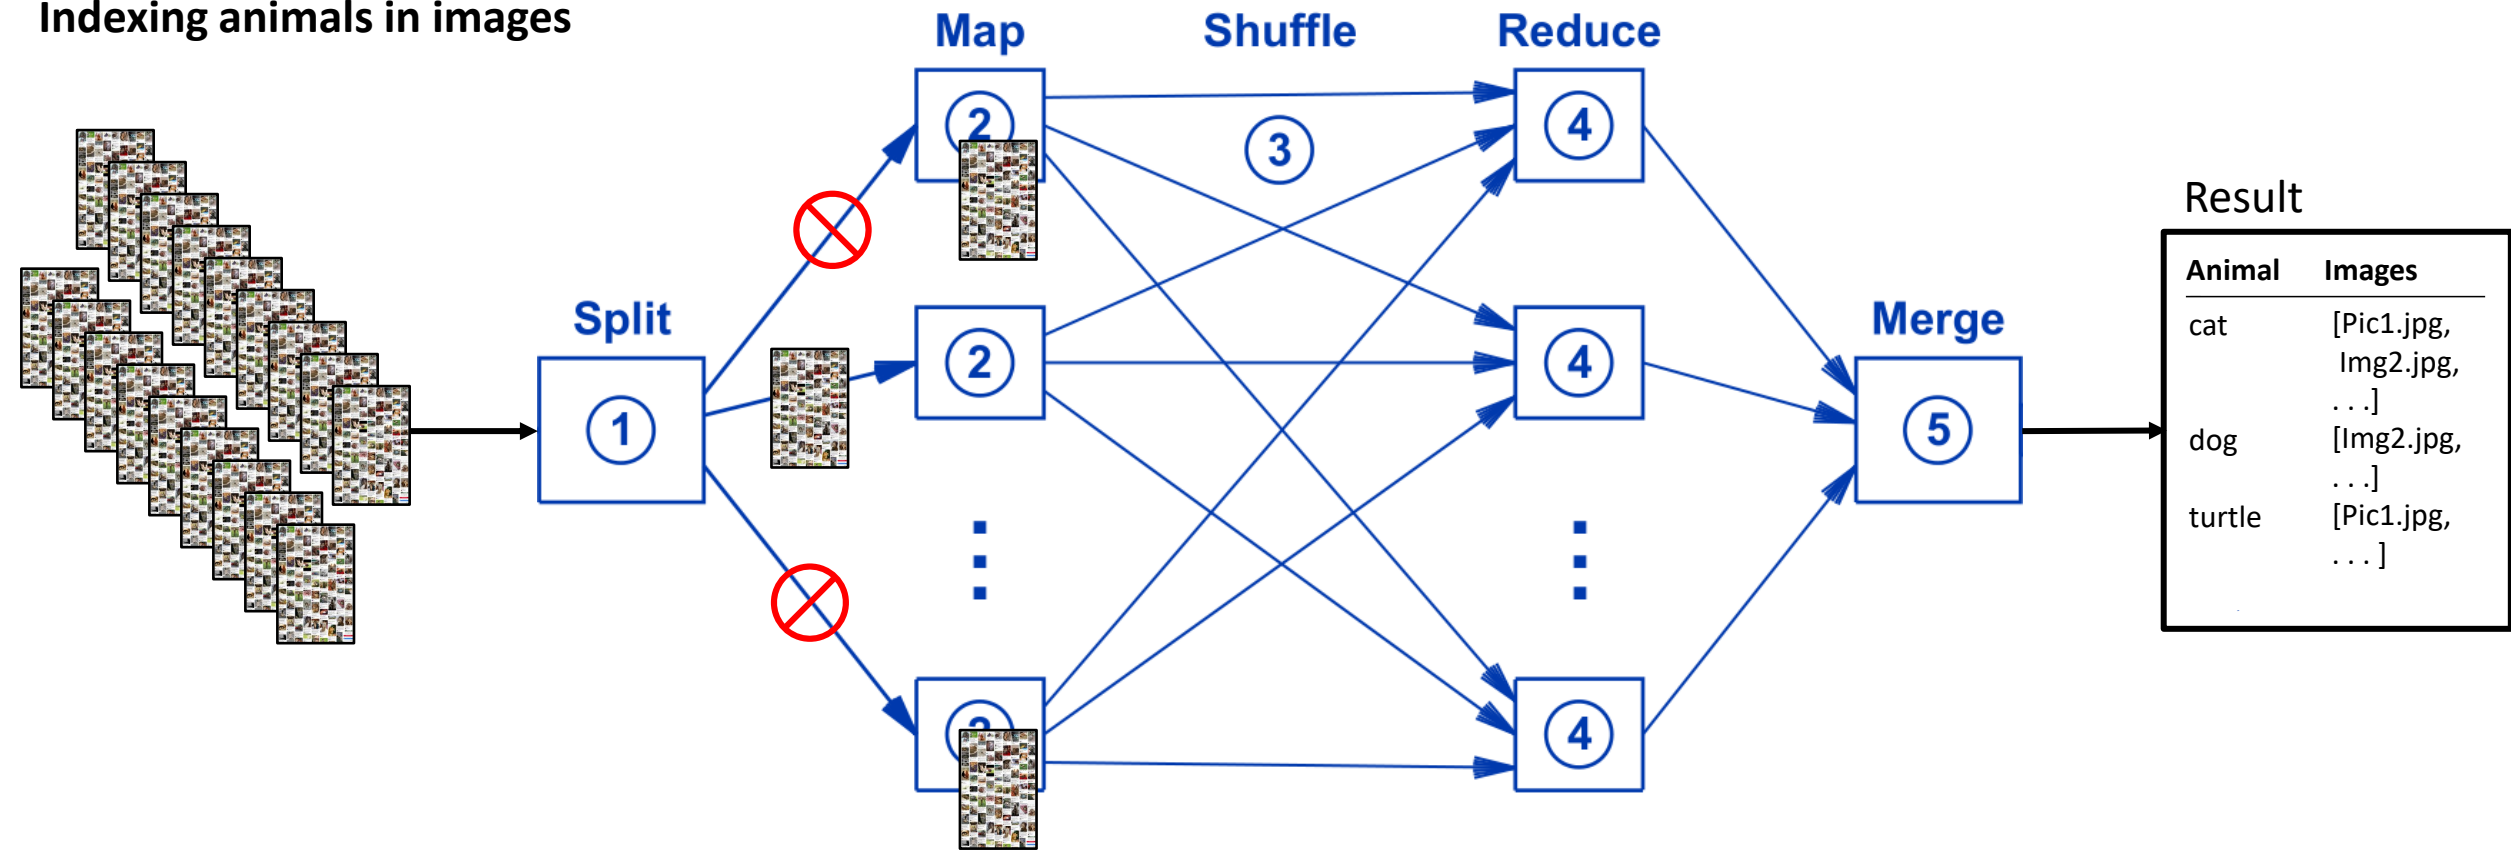 Indexing animals in images
Map
Shuffle
Reduce
2
3
4
Split
1
2
4
2
4
Merge
5
Result
Animal Images
cat [Pic1.jpg,
Img2.jpg,
. . .]
dog [Img2.jpg,
. . .]
turtle [Pic1.jpg,
. . . ]